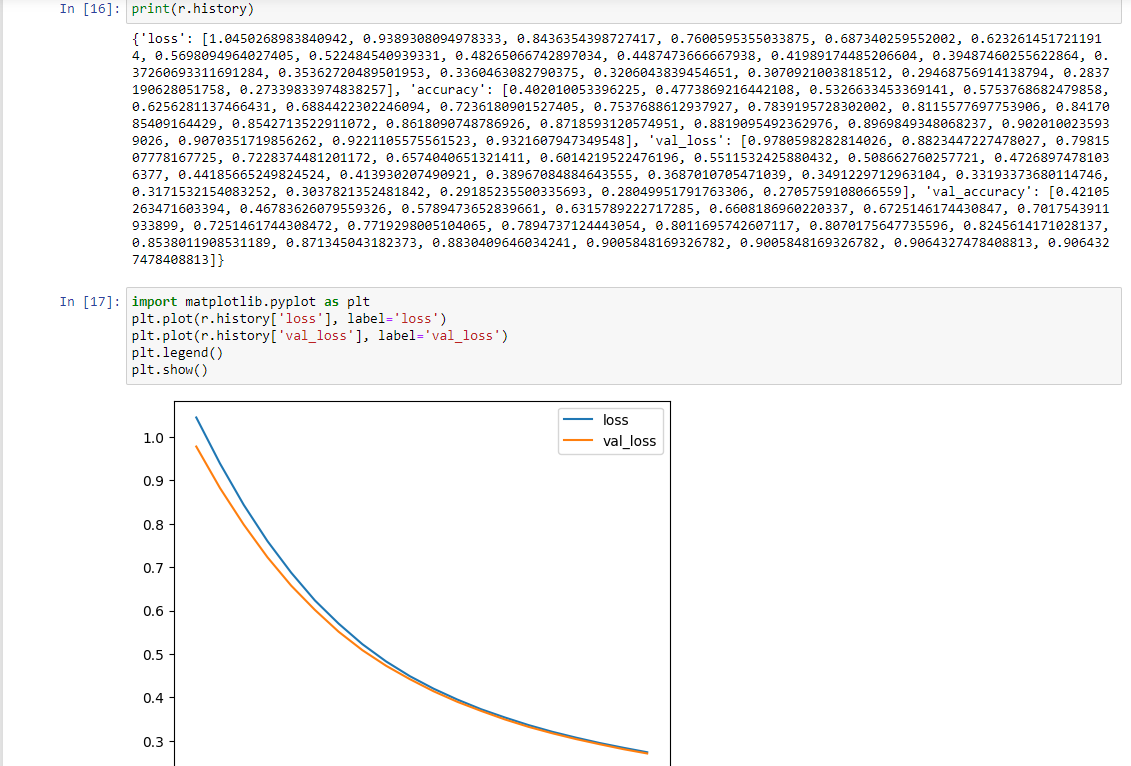 In [16]: print(r.history)
{'loss': [1.0450268983840942, 0.9389308094978333, 0.8436354398727417, 0.7600595355033875, 0.687340259552002, 0.623261451721191
4, 0.5698094964027405, 0.522484540939331, 0.48265066742897034, 0.4487473666667938, 0.41989174485206604, 0.39487460255622864, 0.
37260693311691284, 0.35362720489501953, 0.3360463082790375, 0.3206043839454651, 0.3070921003818512, 0.29468756914138794, 0.2837
190628051758, 0.27339833974838257], 'accuracy': [0.402010053396225, 0.4773869216442108, 0.5326633453369141, 0.5753768682479858,
0.6256281137466431, 0.6884422302246094, 0.7236180901527405, 0.7537688612937927, 0.7839195728302002, 0.8115577697753906, 0.84170
85409164429, 0.8542713522911072, 0.8618090748786926, 0.8718593120574951, 0.8819095492362976, 0.8969849348068237, 0.902010023593
9026, 0.9070351719856262, 0.9221105575561523, 0.9321607947349548], 'val_loss': [0.9780598282814026, 0.8823447227478027, 0.79815
07778167725, 0.7228374481201172, 0.6574040651321411, 0.6014219522476196, 0.5511532425880432, 0.508662760257721, 0.4726897478103
6377, 0.44185665249824524, 0.413930207490921, 0.38967084884643555, 0.3687010705471039, 0.3491229712963104, 0.33193373680114746,
0.3171532154083252, 0.3037821352481842, 0.29185235500335693, 0.28049951791763306, 0.2705759108066559], 'val_accuracy': [0.42105
263471603394, 0.46783626079559326, 0.5789473652839661, 0.6315789222717285, 0.6608186960220337, 0.6725146174430847, 0.7017543911
933899, 0.7251461744308472, 0.7719298005104065, 0.7894737124443054, 0.8011695742607117, 0.8070175647735596, 0.8245614171028137,
0.8538011908531189, 0.871345043182373, 0.8830409646034241, 0.9005848169326782, 0.9005848169326782, 0.9064327478408813, 0.906432
7478408813]}
In [17]: import matplotlib.pyplot as plt
plt.plot(r.history['loss'], label='loss')
plt.plot(r.history['val_loss'], label='val_loss')
plt.legend()
plt.show()
loss
val_loss
1.0
0.9
0.8
0.7
0.6
0.5
0.4
0.3